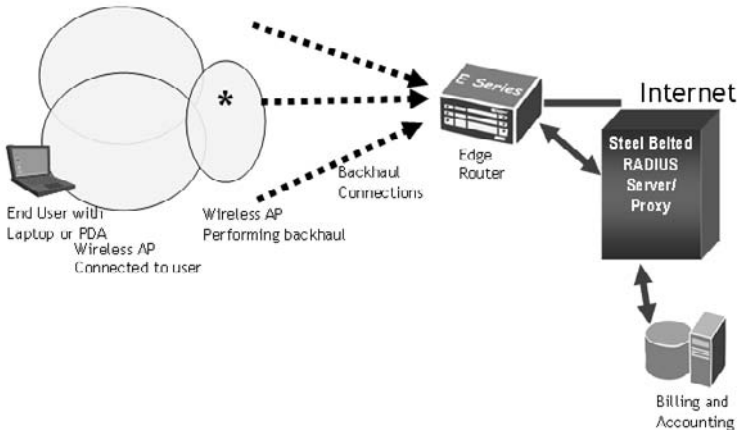 *
E Series
Internet
Edge
Router
Steel Belted
RADIUS
Server/
Proxy
Backhaul
Connections
End User with
Laptop or PDA
Wireless AP
Connected to user
Wireless AP
Performing backhaul
Billing and
Accounting